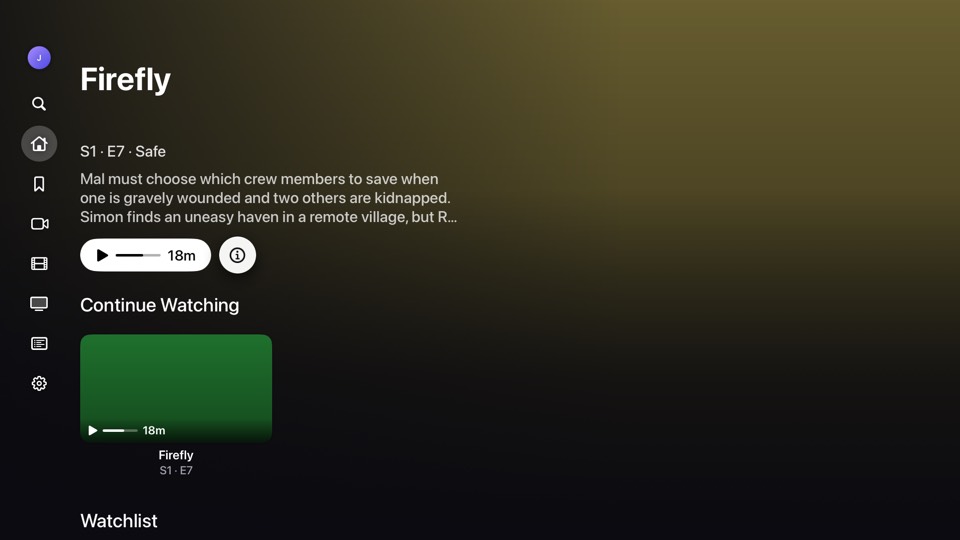 J
Firefly
S1 · E7 · Safe
Mal must choose which crew members to save when
one is gravely wounded and two others are kidnapped.
Simon finds an uneasy haven in a remote village, but R…
18m
Continue Watching
18m
Firefly
S1 · E7
Watchlist